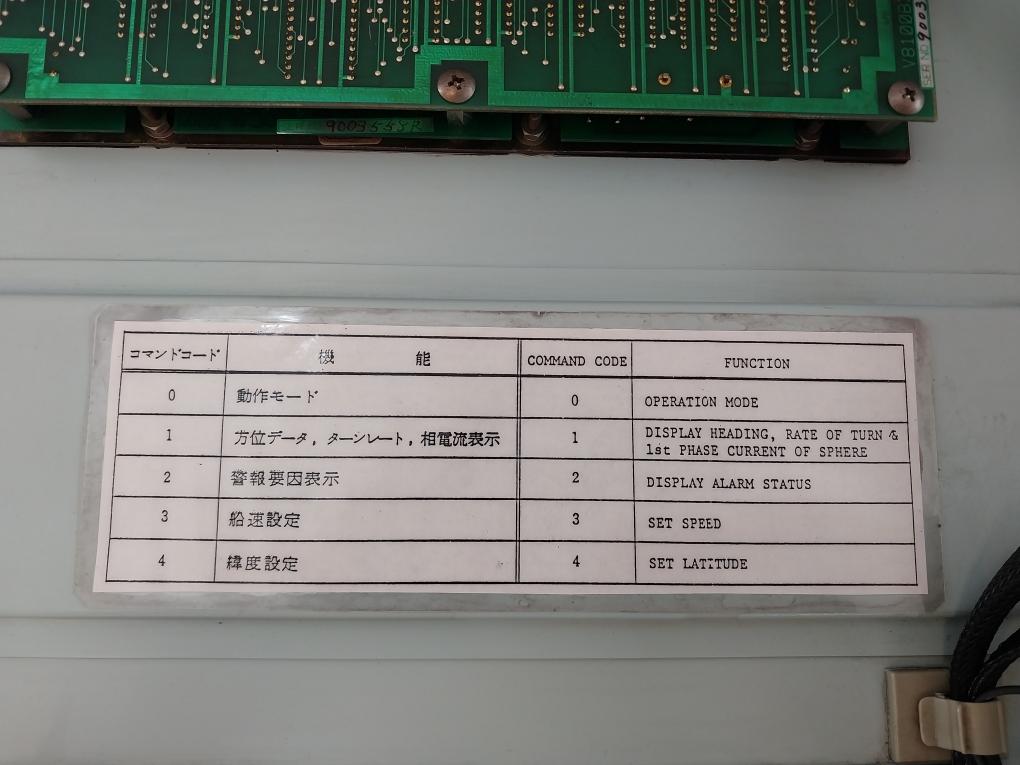 V8100B
SER NO 9003
9003558R
コマンドコード 機 能 COMMAND CODE FUNCTION
0 動作モード 0 OPERATION MODE
1 方位データ, ターンレート, 相電流表示 1 DISPLAY HEADING, RATE OF TURN &
1st PHASE CURRENT OF SPHERE
2 警報要因表示 2 DISPLAY ALARM STATUS
3 船速設定 3 SET SPEED
4 緯度設定 4 SET LATITUDE